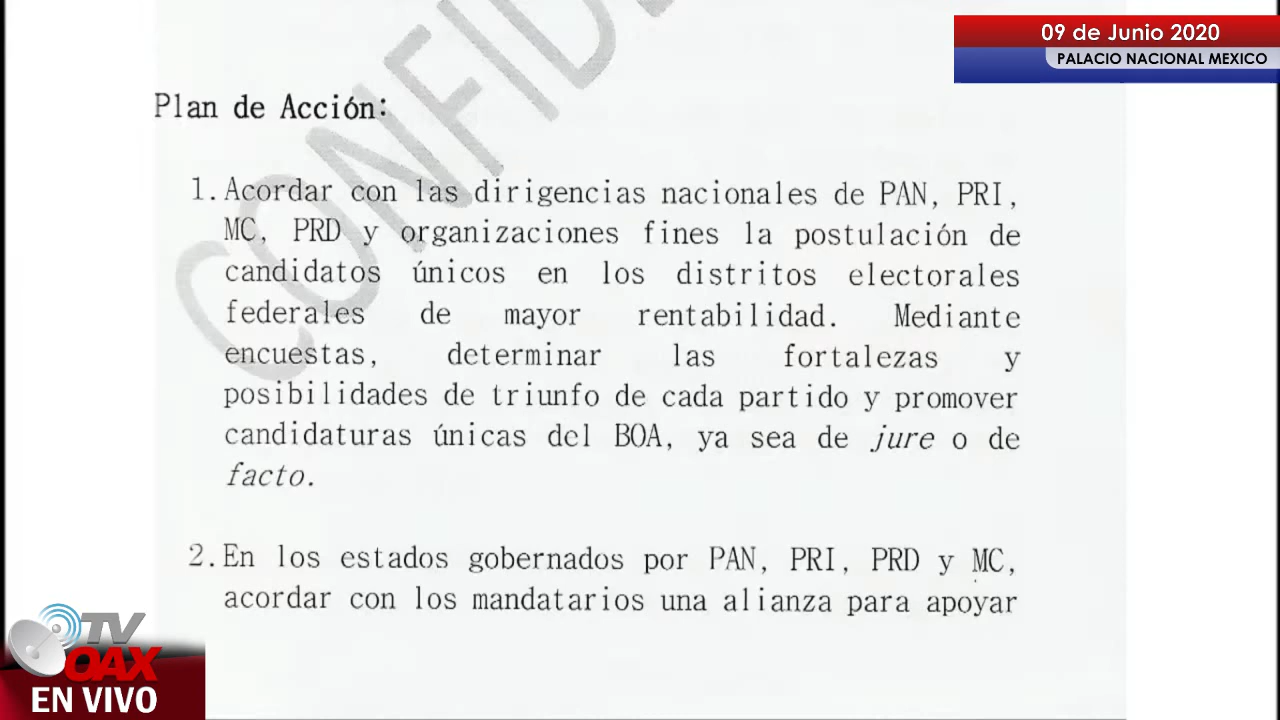 09 de Junio 2020
PALACIO NACIONAL MEXICO
CONFIDE
Plan de Acción:
1. Acordar con las dirigencias nacionales de PAN, PRI,
MC, PRD y organizaciones fines la postulación de
candidatos únicos en los distritos electorales
federales de mayor rentabilidad. Mediante
encuestas, determinar las fortalezas y
posibilidades de triunfo de cada partido y promover
candidaturas únicas del BOA, ya sea de jure o de
facto.
2. En los estados gobernados por PAN, PRI, PRD y MC,
acordar con los mandatarios una alianza para apoyar
TV
OAX
EN VIVO